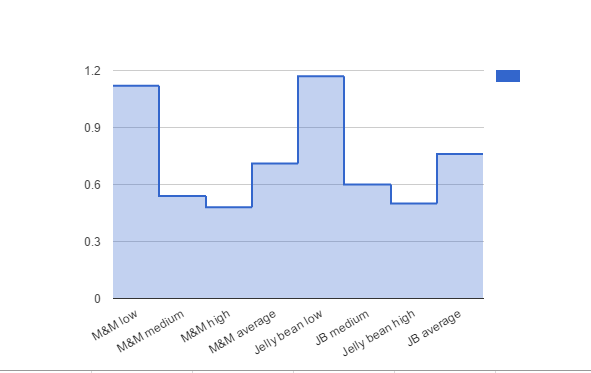 1.2
0.9
0.6
0.3
0
M&M low
M&M medium
M&M high
M&M average
Jelly bean low
JB medium
Jelly bean high
JB average